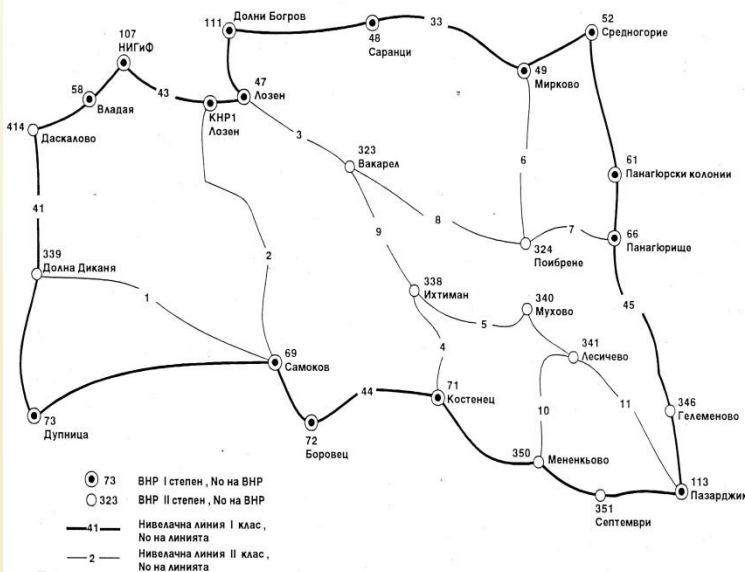 107
НИГиФ
58
Владая
43
414
Даскалово
41
339
Долна Диканя
1
73
Дупница
111
Долни Богров
47
Лозен
КНР1
Лозен
2
69
Самоков
72
Боровец
44
48
Саранци
33
3
323
Вакарел
8
9
338
Ихтиман
4
5
71
Костенец
52
Средногорие
49
Мирково
6
61
Панагюрски колонии
7
66
Панагюрище
324
Поибрене
45
340
Мухово
341
Лесичево
10
11
346
Гелеменово
350
Мененкьово
351
Септември
113
Пазарджик
73 ВНР I степен, No на ВНР
323 ВНР II степен, No на ВНР
41 Нивелачна линия I клас,
No на линията
2 Нивелачна линия II клас,
No на линията